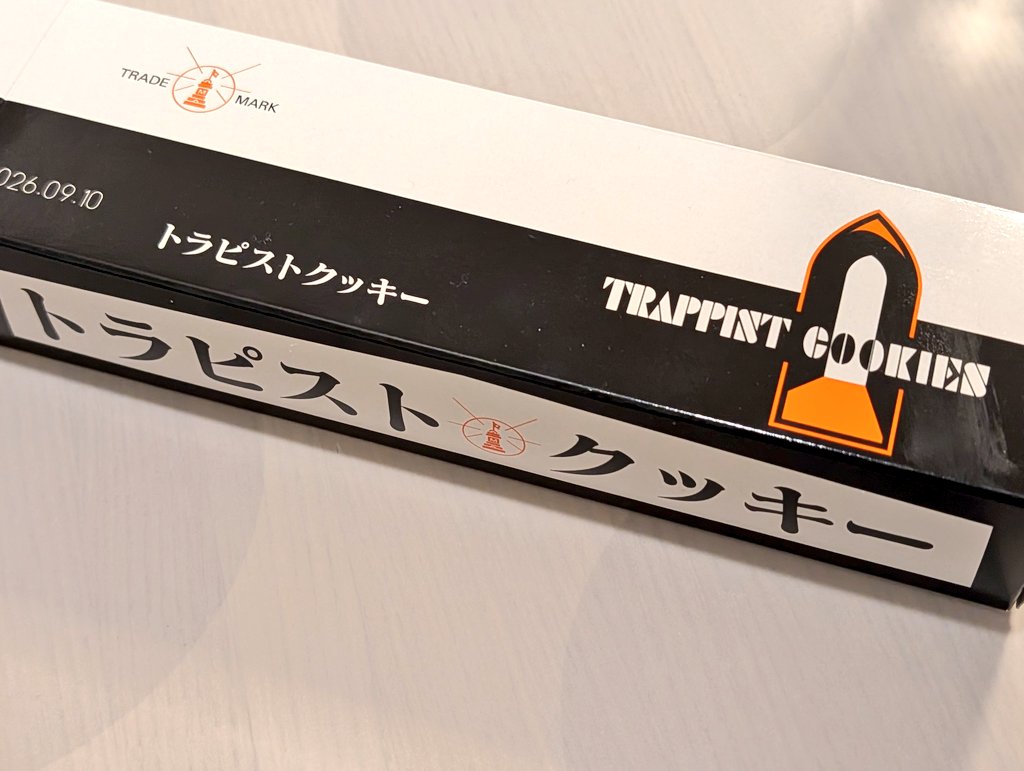 TRADE MARK
026.09.10
トラピストクッキー
TRAPPIST COOKIES
トラピスト クッキー